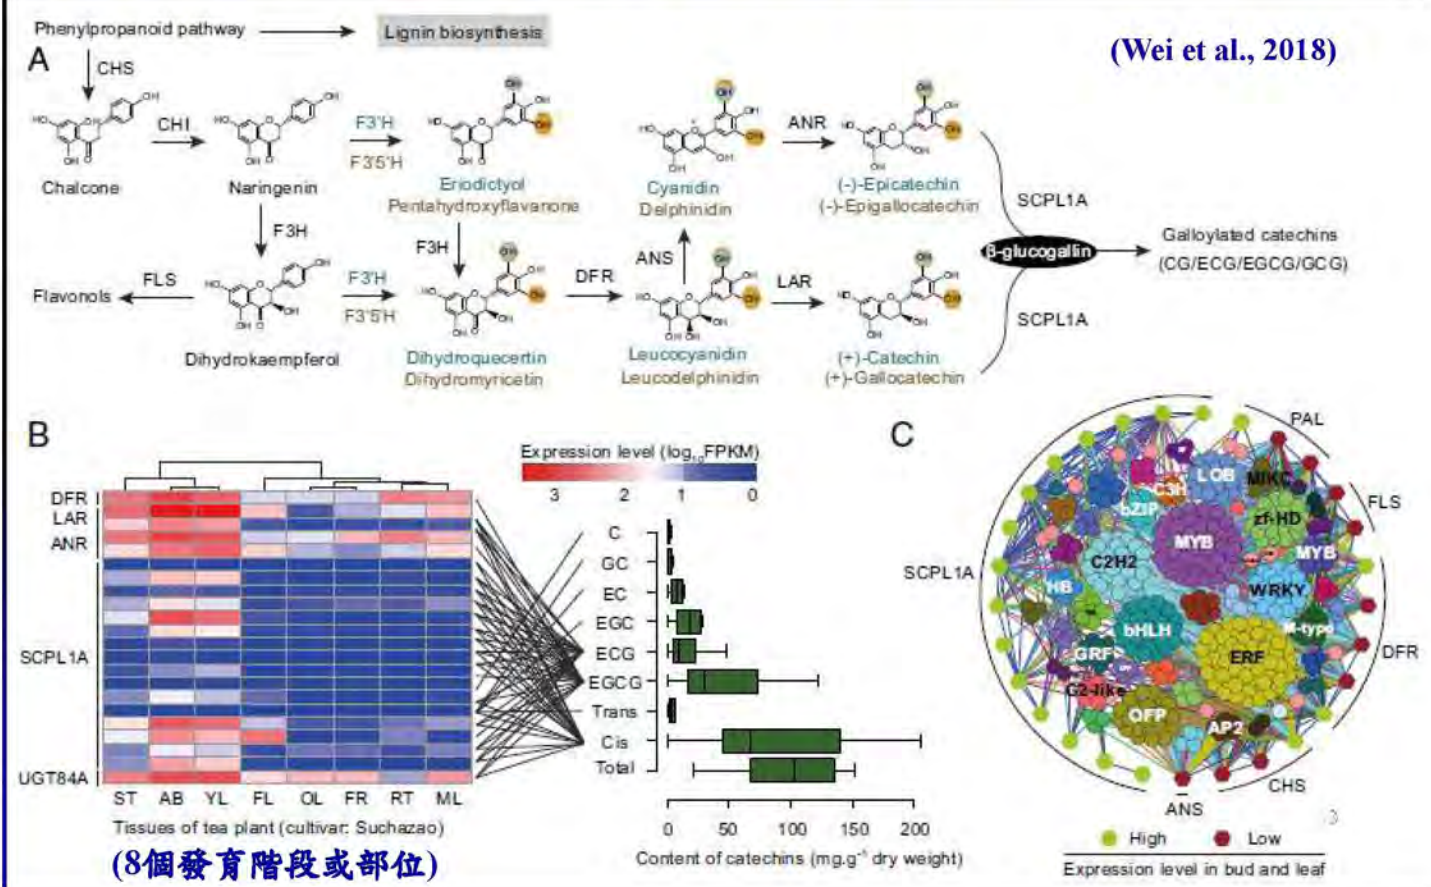 Phenylpropanoid pathway
Lignin biosynthesis
(Wei et al., 2018)
A
CHS
CHI
F3'H
F3'5'H
ANR
Chalcone
Naringenin
Eriodictyol
Pentahydroxyflavanone
Cyanidin
Delphinidin
(-)-Epicatechin
(-)-Epigallocatechin
SCPL1A
F3H
F3H
ANS
β-glucogallin
Galloylated catechins
(CG/ECG/EGCG/GCG)
Flavonols
FLS
F3'H
F3'5'H
DFR
LAR
SCPL1A
Dihydrokaempferol
Dihydroquecertin
Dihydromyricetin
Leucocyanidin
Leucodelphinidin
(+)-Catechin
(+)-Gallocatechin
B
Expression level (log₁₀FPKM)
3 2 1 0
DFR
LAR
ANR
SCPL1A
UGT84A
ST AB YL FL OL FR RT ML
Tissues of tea plant (cultivar: Suchazao)
(8個發育階段或部位)
C
GC
EC
EGC
ECG
EGCG
Trans
Cis
Total
0 50 100 150 200
Content of catechins (mg.g⁻¹ dry weight)
C
PAL
FLS
DFR
CHS
ANS
SCPL1A
LOB
MIKC
C3H
bZIP
zf-HD
MYB
MYB
C2H2
HB
WRKY
bHLH
M-type
GRF
ERF
G2-like
OFP
AP2
3
High Low
Expression level in bud and leaf